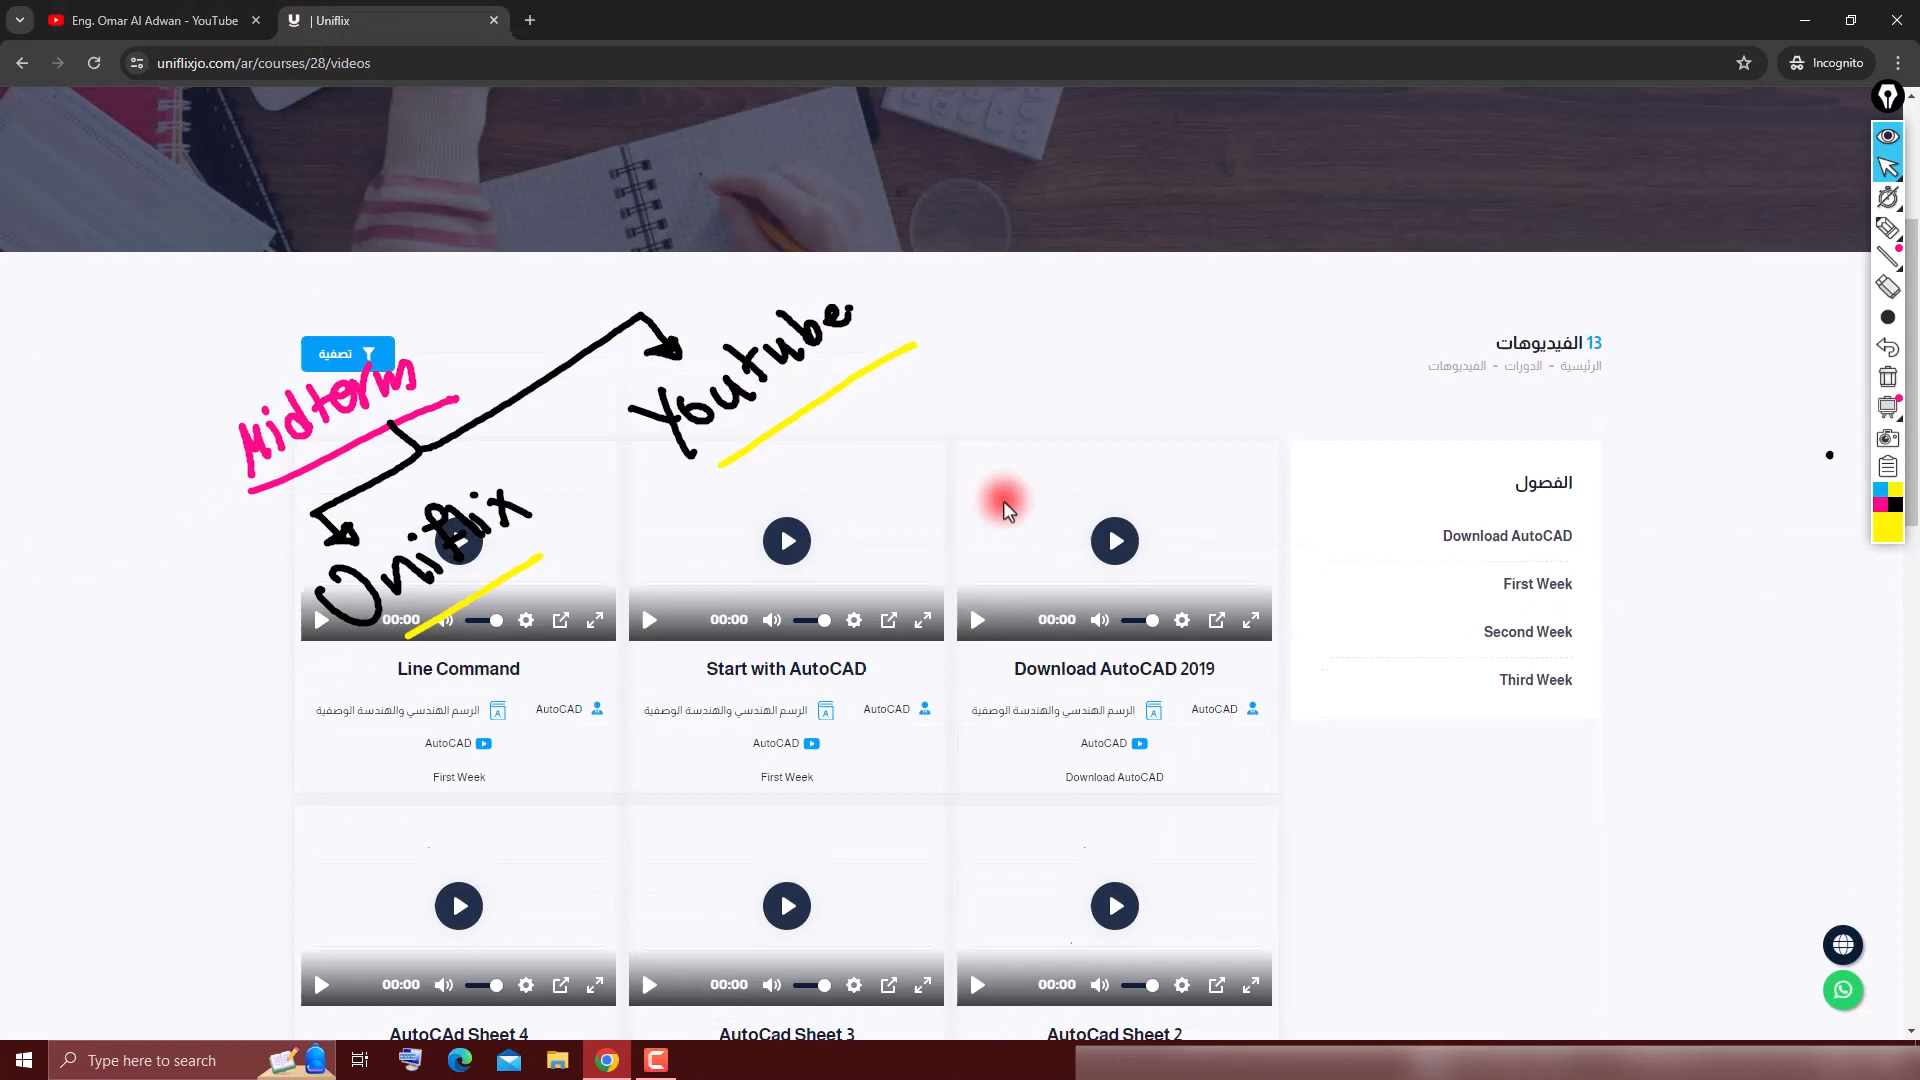 Eng. Omar Al Adwan - YouTube
| Uniflix
uniflixjo.com/ar/courses/28/videos
Incognito
تصفية
13 الفيديوهات
الرئيسية - الدورات - الفيديوهات
Midterm
Youtube
Uniflix
الفصول
Download AutoCAD
First Week
Second Week
Third Week
00:00
00:00
00:00
Line Command
Start with AutoCAD
Download AutoCAD 2019
الرسم الهندسي والهندسة الوصفية
AutoCAD
الرسم الهندسي والهندسة الوصفية
AutoCAD
الرسم الهندسي والهندسة الوصفية
AutoCAD
AutoCAD
AutoCAD
AutoCAD
First Week
First Week
Download AutoCAD
00:00
00:00
00:00
AutoCAd Sheet 4
AutoCad Sheet 3
AutoCad Sheet 2
Type here to search